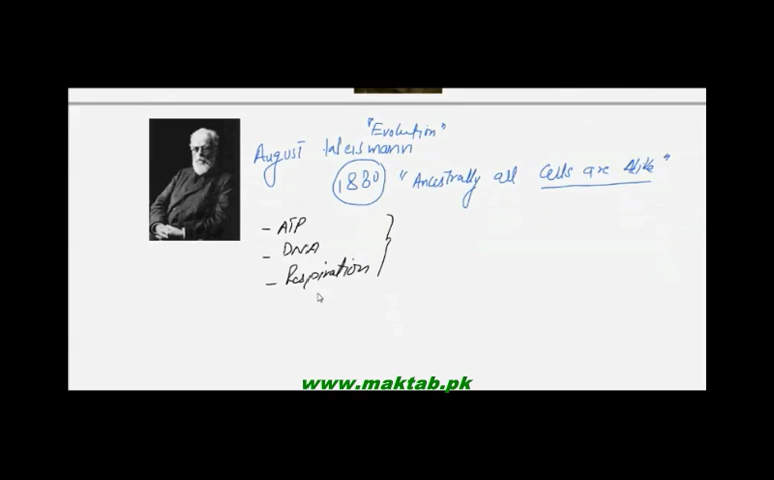 "Evolution"
August Weismann
1880 "Ancestrally all cells are Alike"
- ATP
- DNA
- Respiration
www.maktab.pk